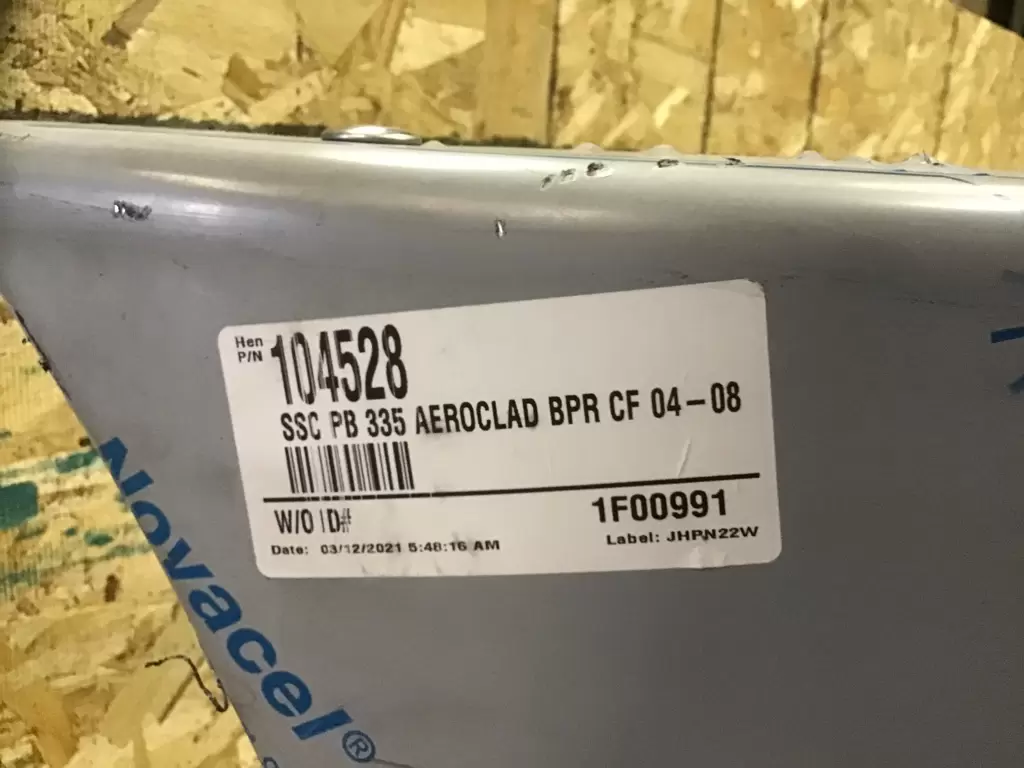 Hen
P/N 104528
SSC PB 335 AEROCLAD BPR CF 04-08
W/O ID# 1F00991
Date: 03/12/2021 5:48:16 AM Label: JHPN22W
Novacel®